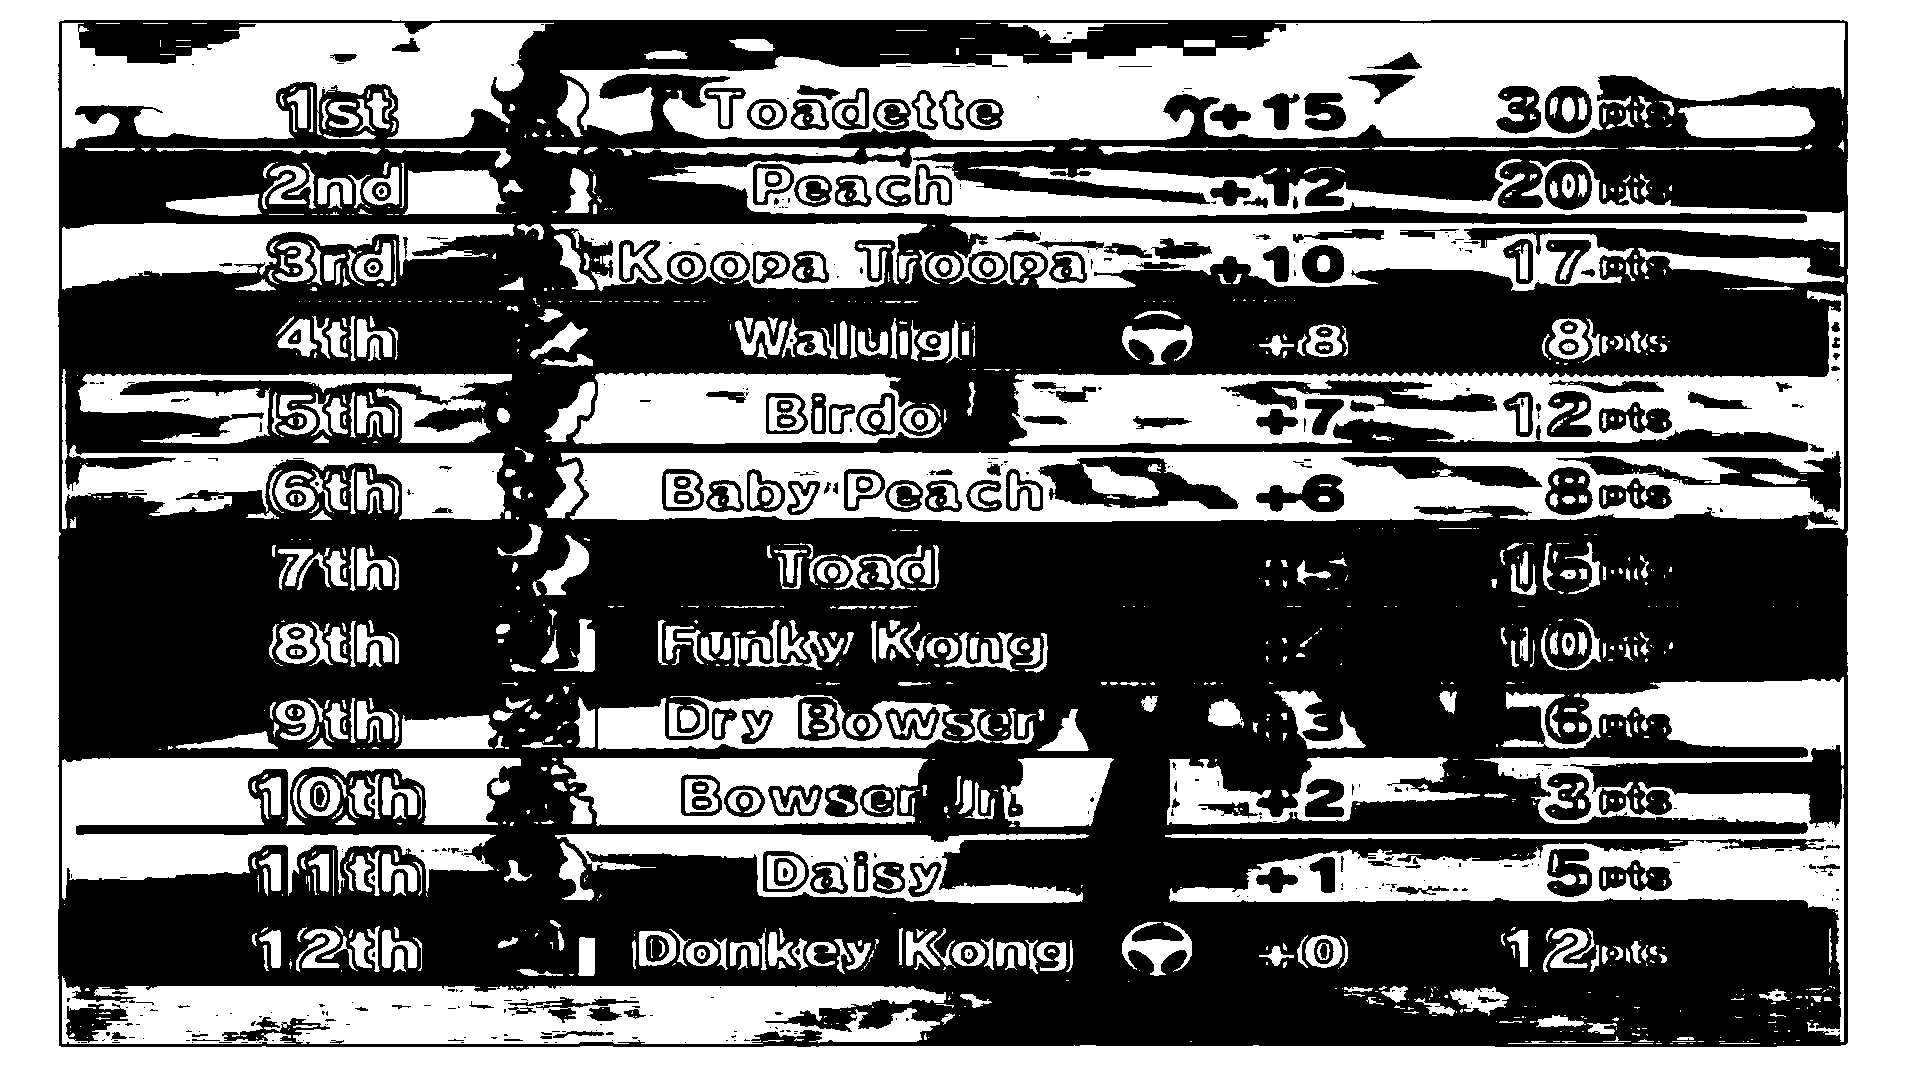 1st Toadette +15 30pts
2nd Peach +12 20pts
3rd Koopa Troopa +10 17pts
4th Waluigi +8 8pts
5th Birdo +7 12pts
6th Baby Peach +6 8pts
7th Toad +5 15pts
8th Funky Kong +4 10pts
9th Dry Bowser +3 6pts
10th Bowser Jr. +2 3pts
11th Daisy +1 5pts
12th Donkey Kong +0 12pts